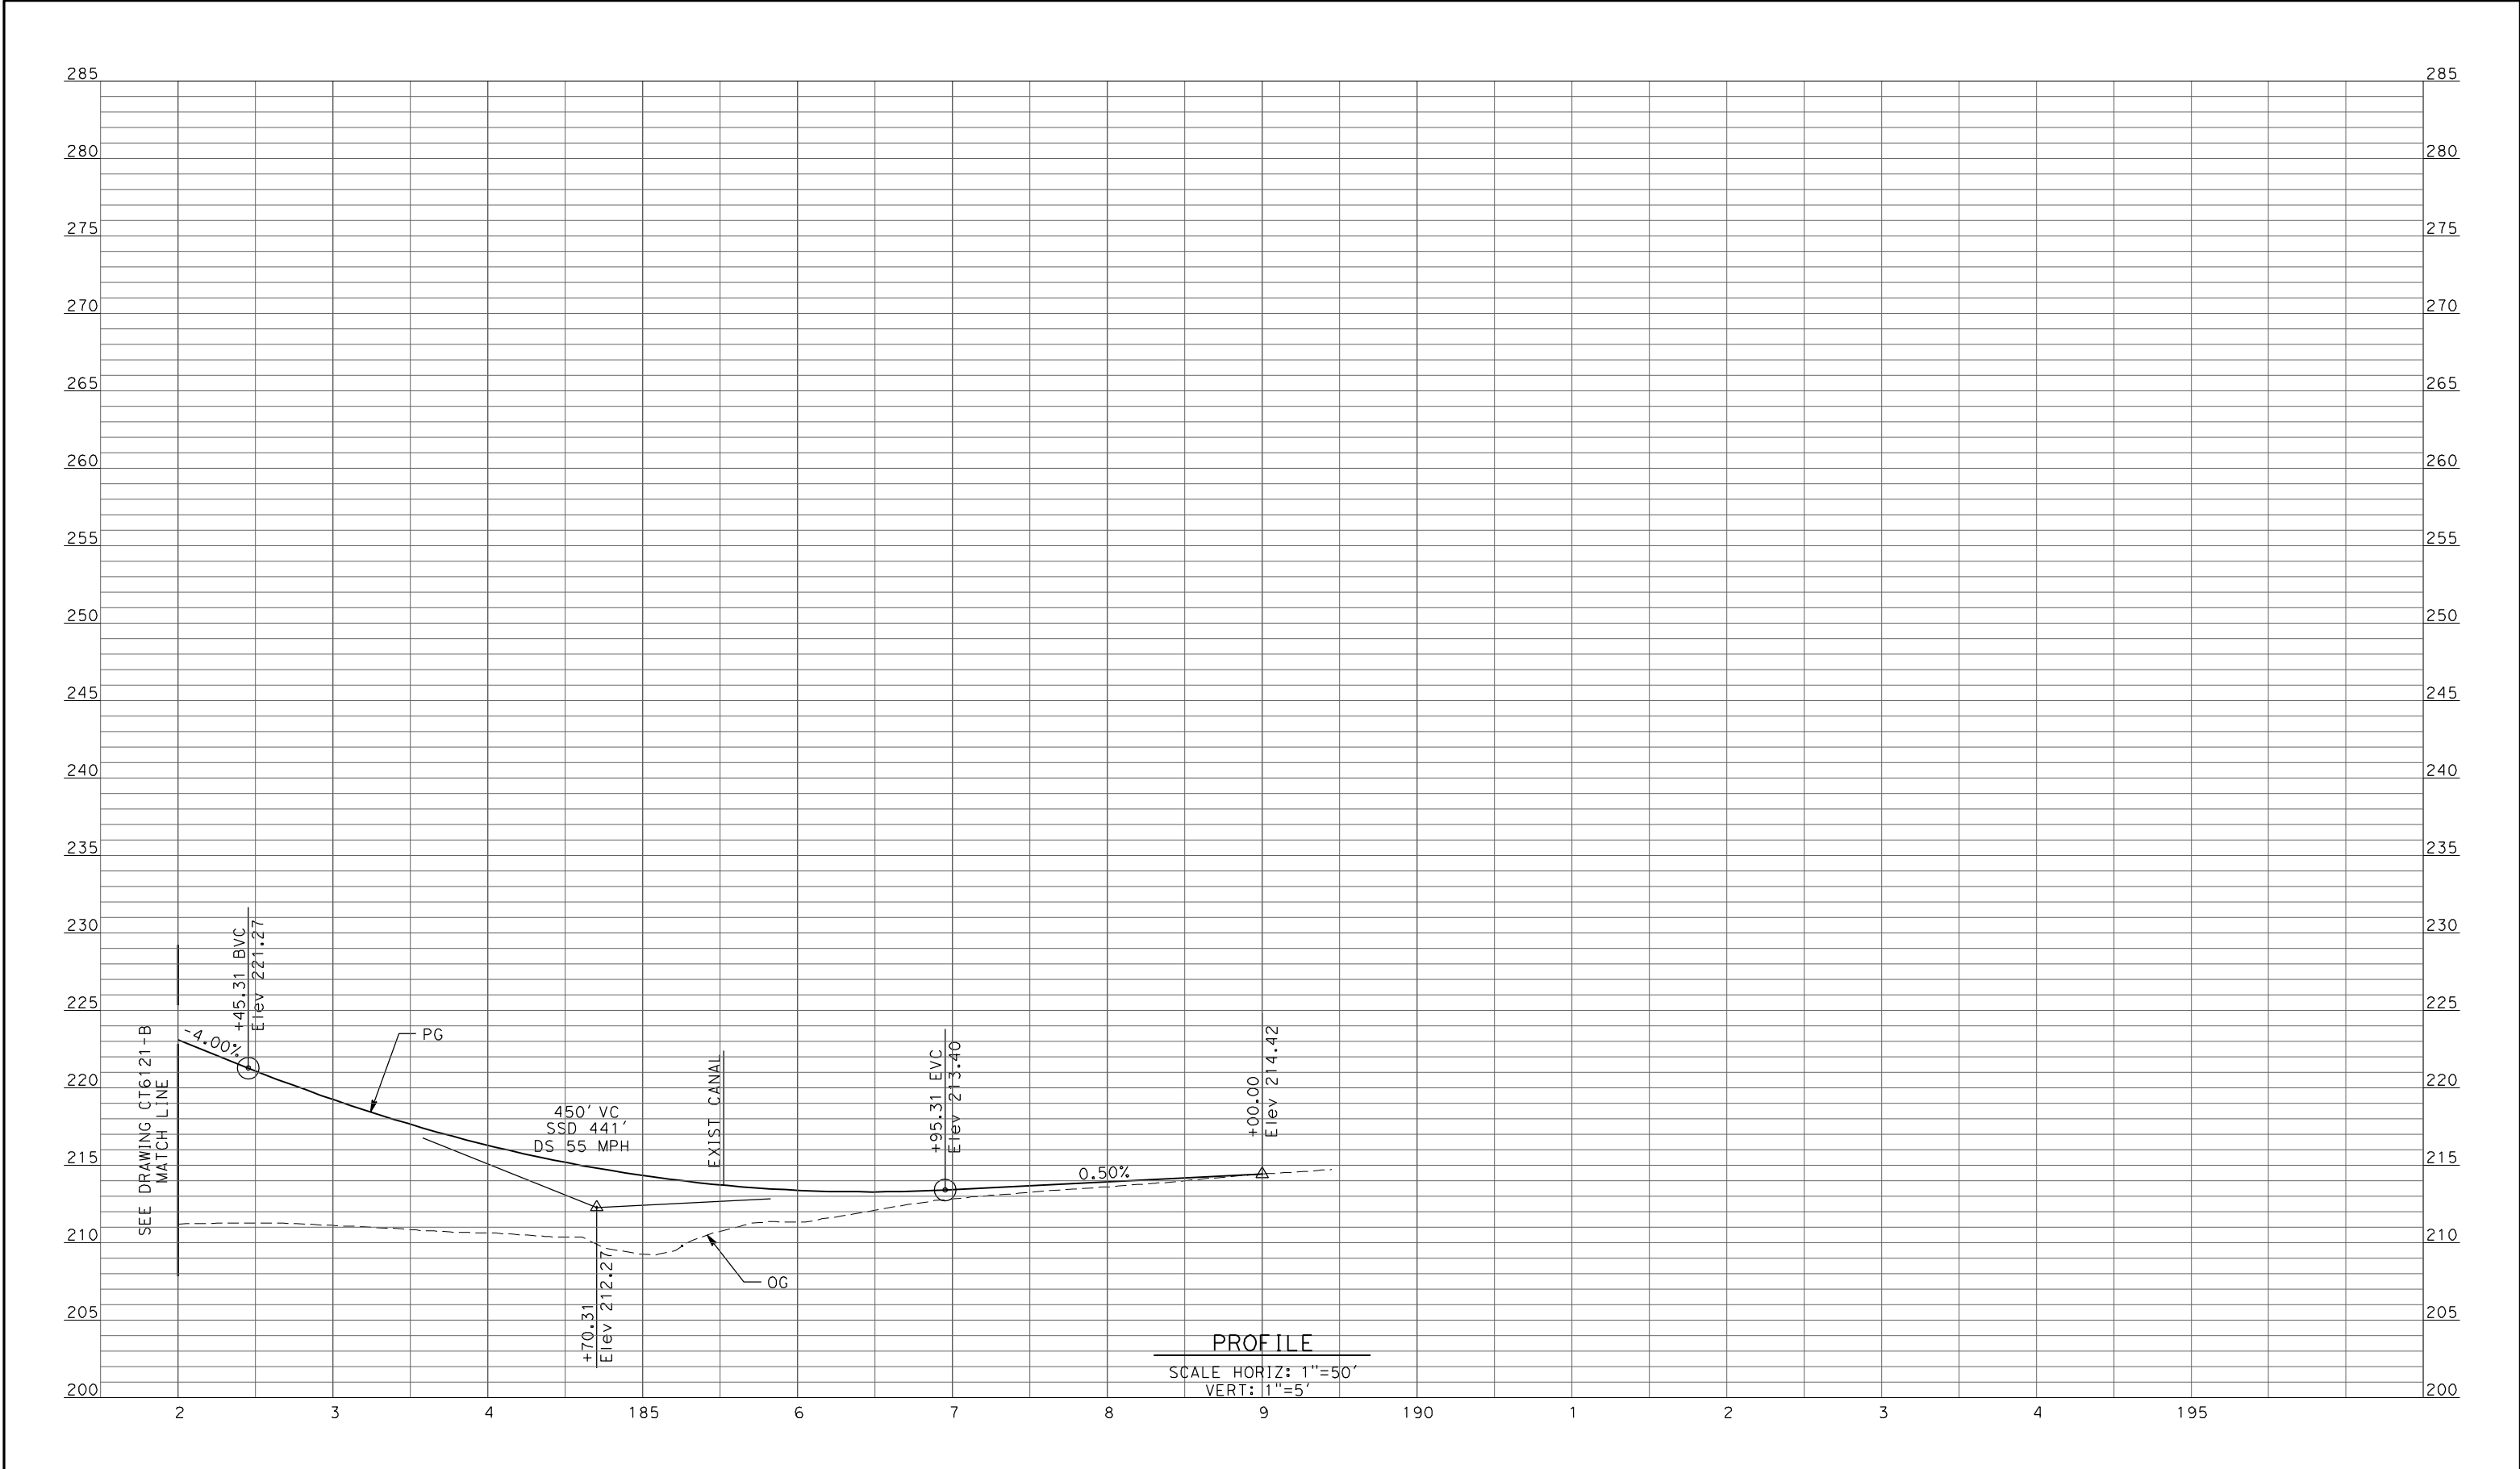 285 285
280 280
275 275
270 270
265 265
260 260
255 255
250 250
245 245
240 240
235 235
230 230
225 225
220 220
215 215
210 210
205 205
200 200
SEE DRAWING CT6121-B
MATCH LINE
-4.00%
+45.31 BVC
Elev 221.27
PG
450' VC
SSD 441'
DS 55 MPH
+70.31
Elev 212.27
EXIST CANAL
OG
+95.31 EVC
Elev 213.40
0.50%
+00.00
Elev 214.42
PROFILE
SCALE HORIZ: 1"=50'
VERT: 1"=5'
2 3 4 185 6 7 8 9 190 1 2 3 4 195